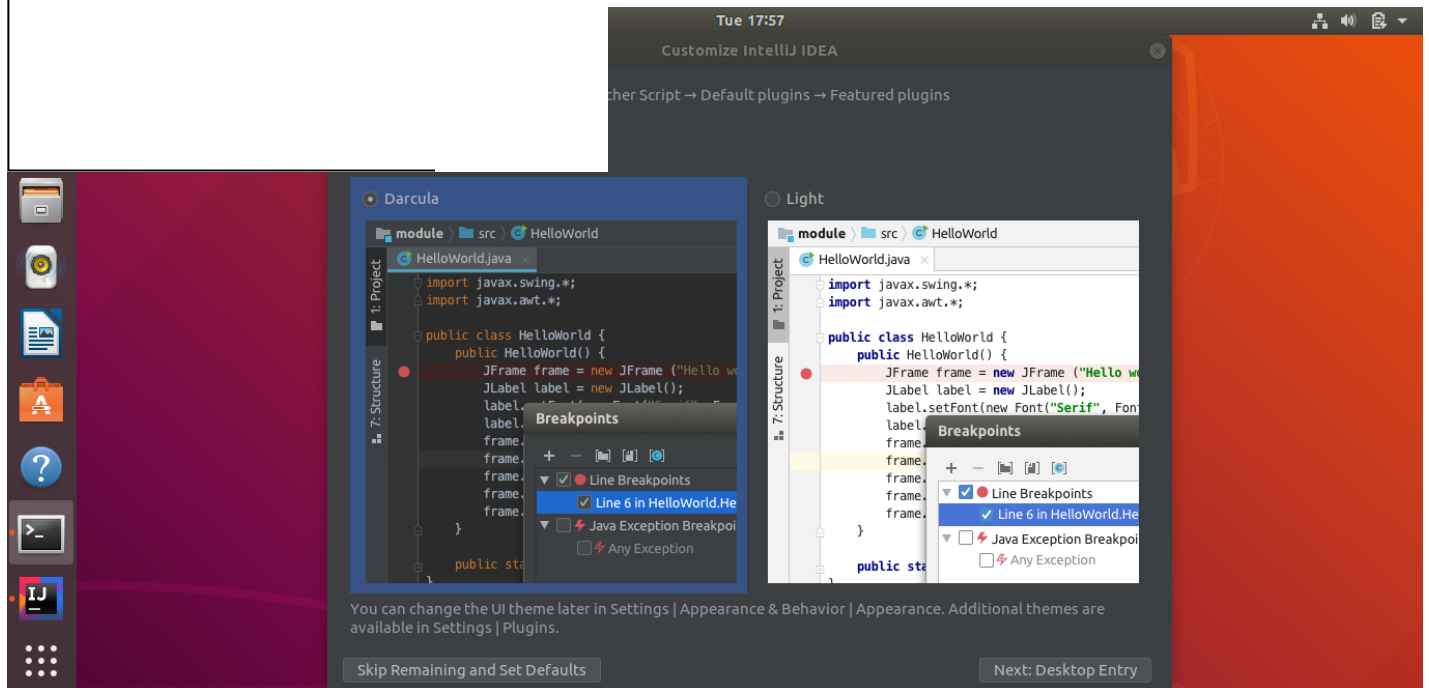 Tue 17:57
Customize IntelliJ IDEA
cher Script → Default plugins → Featured plugins
Darcula
module src HelloWorld
HelloWorld.java
1: Project
7: Structure
import javax.swing.*;
import javax.awt.*;
public class HelloWorld {
public HelloWorld() {
JFrame frame = new JFrame ("Hello w
JLabel label = new JLabel();
label.
label.
frame.
frame.
frame.
frame.
frame.
}
public sta
}
Breakpoints
Line Breakpoints
Line 6 in HelloWorld.He
Java Exception Breakpoi
Any Exception
Light
module src HelloWorld
HelloWorld.java
1: Project
7: Structure
import javax.swing.*;
import javax.awt.*;
public class HelloWorld {
public HelloWorld() {
JFrame frame = new JFrame ("Hello w
JLabel label = new JLabel();
label.setFont(new Font("Serif", Fon
label.
frame.
frame.
frame.
frame.
frame.
}
public sta
Breakpoints
Line Breakpoints
Line 6 in HelloWorld.He
Java Exception Breakpoi
Any Exception
You can change the UI theme later in Settings | Appearance & Behavior | Appearance. Additional themes are
available in Settings | Plugins.
Skip Remaining and Set Defaults
Next: Desktop Entry
IJ